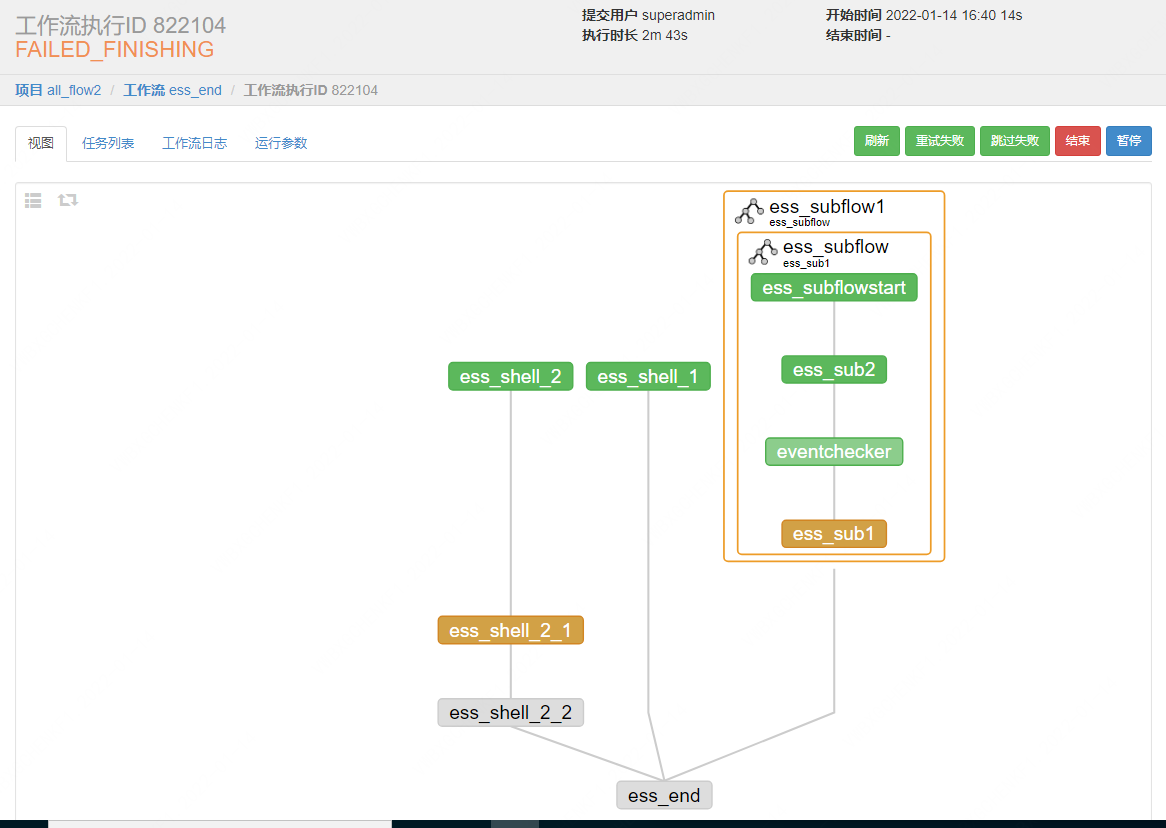 工作流执行ID 822104
FAILED_FINISHING
提交用户 superadmin
执行时长 2m 43s
开始时间 2022-01-14 16:40 14s
结束时间 -
项目 all_flow2 / 工作流 ess_end / 工作流执行ID 822104
视图 任务列表 工作流日志 运行参数 刷新 重试失败 跳过失败 结束 暂停
ess_subflow1
ess_subflow
ess_subflow
ess_sub1
ess_subflowstart
ess_shell_2 ess_shell_1 ess_sub2
eventchecker
ess_sub1
ess_shell_2_1
ess_shell_2_2
ess_end